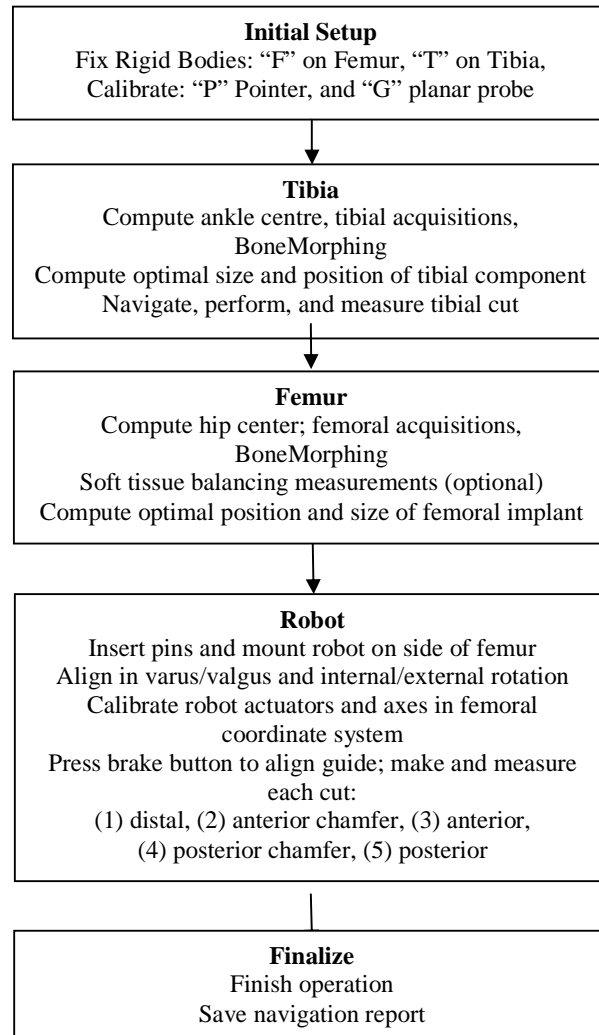 Initial Setup
Fix Rigid Bodies: “F” on Femur, “T” on Tibia,
Calibrate: “P” Pointer, and “G” planar probe
Tibia
Compute ankle centre, tibial acquisitions,
BoneMorphing
Compute optimal size and position of tibial component
Navigate, perform, and measure tibial cut
Femur
Compute hip center; femoral acquisitions,
BoneMorphing
Soft tissue balancing measurements (optional)
Compute optimal position and size of femoral implant
Robot
Insert pins and mount robot on side of femur
Align in varus/valgus and internal/external rotation
Calibrate robot actuators and axes in femoral
coordinate system
Press brake button to align guide; make and measure
each cut:
(1) distal, (2) anterior chamfer, (3) anterior,
(4) posterior chamfer, (5) posterior
Finalize
Finish operation
Save navigation report